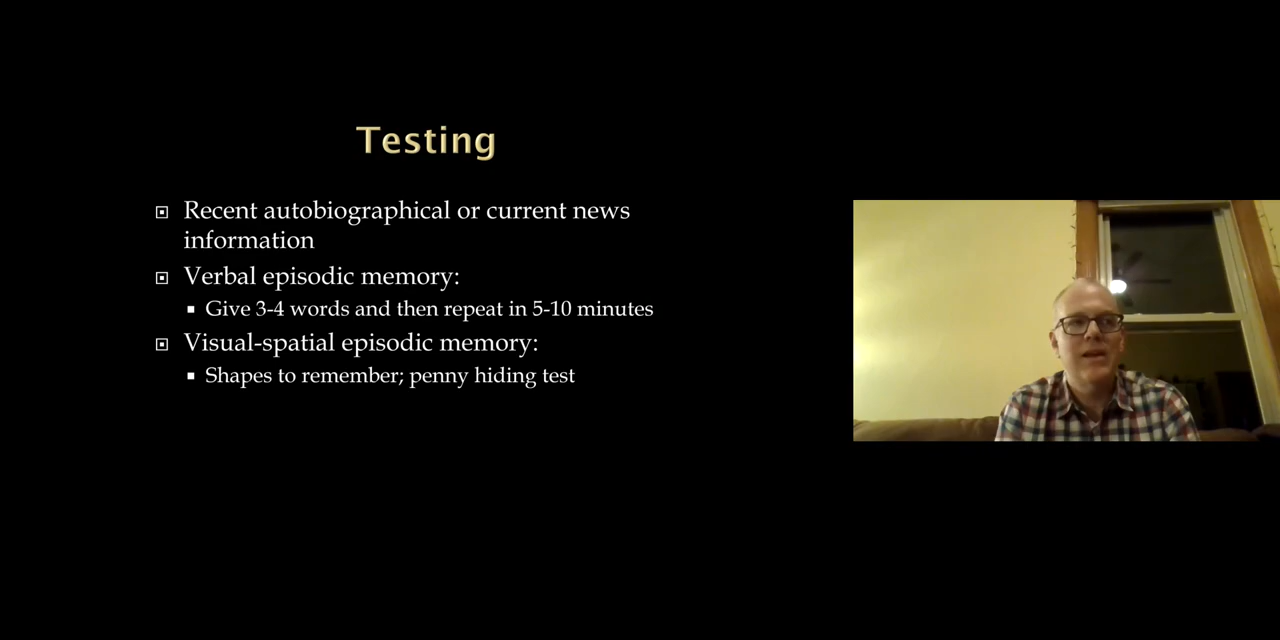 Testing
Recent autobiographical or current news
information
Verbal episodic memory:
Give 3-4 words and then repeat in 5-10 minutes
Visual-spatial episodic memory:
Shapes to remember; penny hiding test